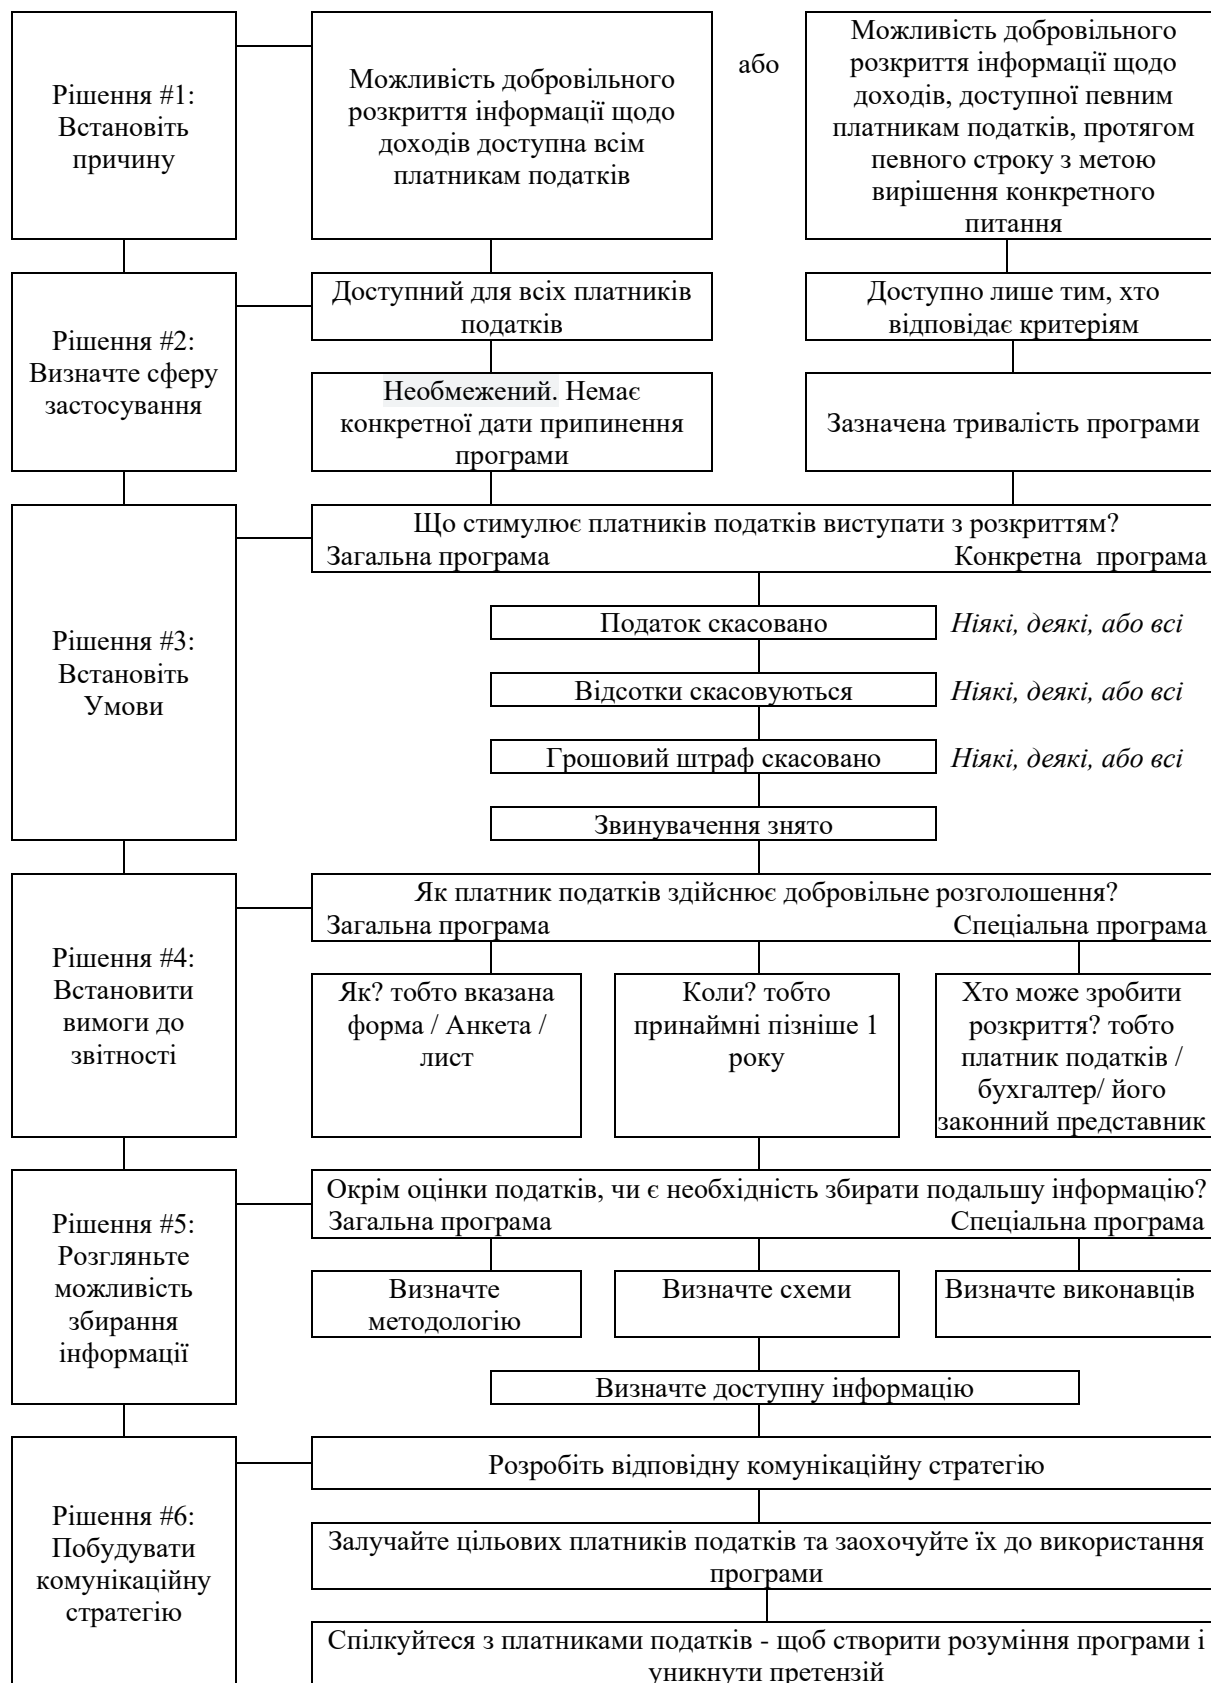 Рішення #1:
Встановіть
причину
Можливість добровільного
розкриття інформації щодо
доходів доступна всім
платникам податків
або
Можливість добровільного
розкриття інформації щодо
доходів, доступної певним
платникам податків, протягом
певного строку з метою
вирішення конкретного
питання
Рішення #2:
Визначте сферу
застосування
Доступний для всіх платників
податків
Доступно лише тим, хто
відповідає критеріям
Необмежений. Немає
конкретної дати припинення
програми
Зазначена тривалість програми
Рішення #3:
Встановіть
Умови
Що стимулює платників податків виступати з розкриттям?
Загальна програма Конкретна програма
Податок скасовано Ніякі, деякі, або всі
Відсотки скасовуються Ніякі, деякі, або всі
Грошовий штраф скасовано Ніякі, деякі, або всі
Звинувачення знято
Рішення #4:
Встановити
вимоги до
звітності
Як платник податків здійснює добровільне розголошення?
Загальна програма Спеціальна програма
Як? тобто вказана
форма / Анкета /
лист
Коли? тобто
принаймні пізніше 1
року
Хто може зробити
розкриття? тобто
платник податків /
бухгалтер/ його
законний представник
Рішення #5:
Розгляньте
можливість
збирання
інформації
Окрім оцінки податків, чи є необхідність збирати подальшу інформацію?
Загальна програма Спеціальна програма
Визначте
методологію
Визначте схеми
Визначте виконавців
Визначте доступну інформацію
Рішення #6:
Побудувати
комунікаційну
стратегію
Розробіть відповідну комунікаційну стратегію
Залучайте цільових платників податків та заохочуйте їх до використання
програми
Спілкуйтеся з платниками податків - щоб створити розуміння програми і
уникнути претензій